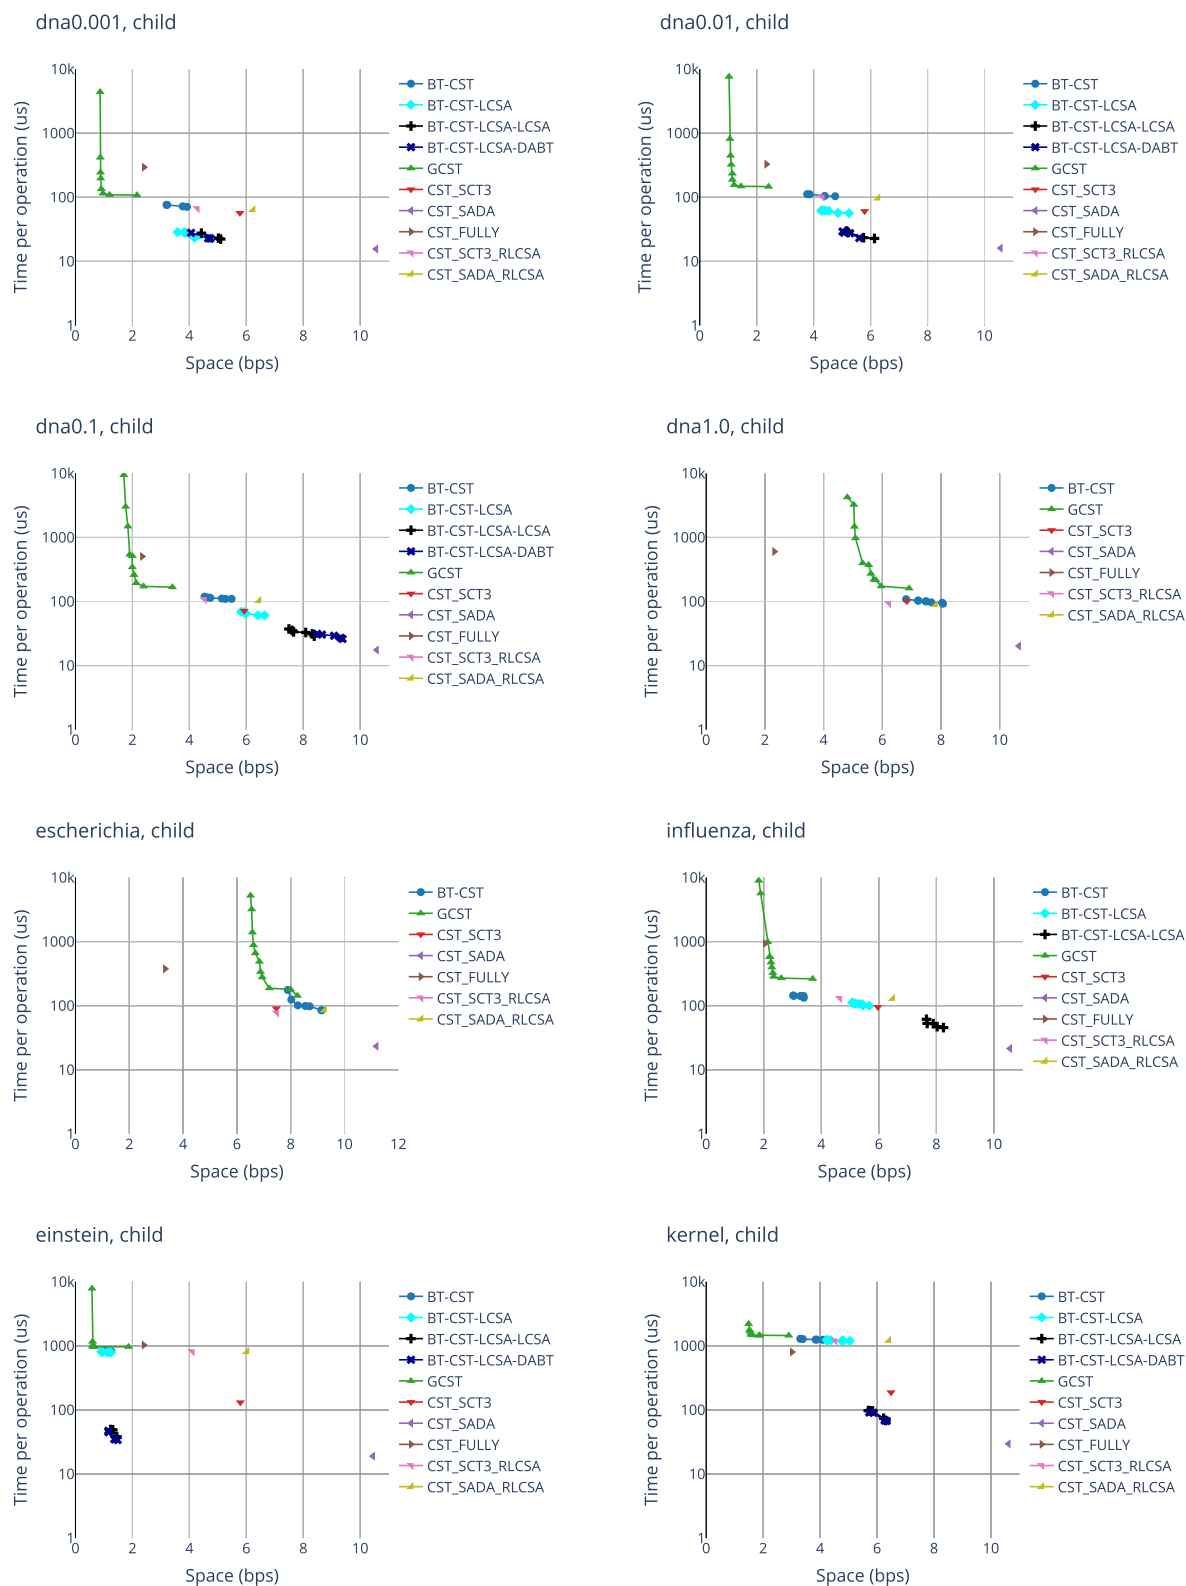 dna0.001, child
Time per operation (us)
10k
1000
100
10
1
0 2 4 6 8 10
Space (bps)
BT-CST
BT-CST-LCSA
BT-CST-LCSA-LCSA
BT-CST-LCSA-DABT
GCST
CST_SCT3
CST_SADA
CST_FULLY
CST_SCT3_RLCSA
CST_SADA_RLCSA
dna0.01, child
Time per operation (us)
10k
1000
100
10
1
0 2 4 6 8 10
Space (bps)
BT-CST
BT-CST-LCSA
BT-CST-LCSA-LCSA
BT-CST-LCSA-DABT
GCST
CST_SCT3
CST_SADA
CST_FULLY
CST_SCT3_RLCSA
CST_SADA_RLCSA
dna0.1, child
Time per operation (us)
10k
1000
100
10
1
0 2 4 6 8 10
Space (bps)
BT-CST
BT-CST-LCSA
BT-CST-LCSA-LCSA
BT-CST-LCSA-DABT
GCST
CST_SCT3
CST_SADA
CST_FULLY
CST_SCT3_RLCSA
CST_SADA_RLCSA
dna1.0, child
Time per operation (us)
10k
1000
100
10
1
0 2 4 6 8 10
Space (bps)
BT-CST
GCST
CST_SCT3
CST_SADA
CST_FULLY
CST_SCT3_RLCSA
CST_SADA_RLCSA
escherichia, child
Time per operation (us)
10k
1000
100
10
1
0 2 4 6 8 10 12
Space (bps)
BT-CST
GCST
CST_SCT3
CST_SADA
CST_FULLY
CST_SCT3_RLCSA
CST_SADA_RLCSA
influenza, child
Time per operation (us)
10k
1000
100
10
1
0 2 4 6 8 10
Space (bps)
BT-CST
BT-CST-LCSA
BT-CST-LCSA-LCSA
GCST
CST_SCT3
CST_SADA
CST_FULLY
CST_SCT3_RLCSA
CST_SADA_RLCSA
einstein, child
Time per operation (us)
10k
1000
100
10
1
0 2 4 6 8 10
Space (bps)
BT-CST
BT-CST-LCSA
BT-CST-LCSA-LCSA
BT-CST-LCSA-DABT
GCST
CST_SCT3
CST_SADA
CST_FULLY
CST_SCT3_RLCSA
CST_SADA_RLCSA
kernel, child
Time per operation (us)
10k
1000
100
10
1
0 2 4 6 8 10
Space (bps)
BT-CST
BT-CST-LCSA
BT-CST-LCSA-LCSA
BT-CST-LCSA-DABT
GCST
CST_SCT3
CST_SADA
CST_FULLY
CST_SCT3_RLCSA
CST_SADA_RLCSA